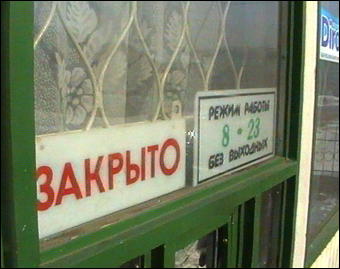 ЗАКРЫТО
РЕЖИМ РАБОТЫ
8 • 23
БЕЗ ВЫХОДНЫХ